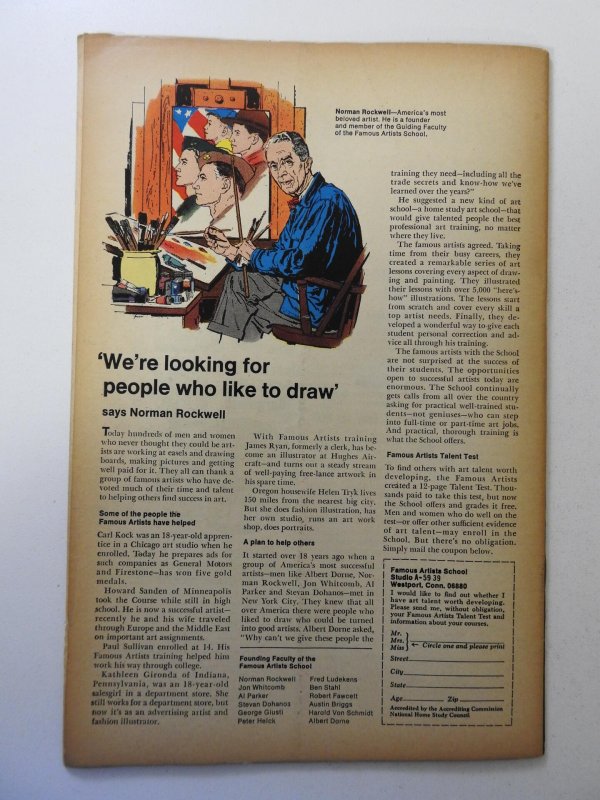 Norman Rockwell—America's most
beloved artist. He is a founder
and member of the Guiding Faculty
of the Famous Artists School.
'We're looking for
people who like to draw'
says Norman Rockwell
Today hundreds of men and women
who never thought they could be art-
ists are working at easels and drawing
boards, making pictures and getting
well paid for it. They all can thank a
group of famous artists who have de-
voted much of their time and talent
to helping others find success in art.
Some of the people the
Famous Artists have helped
Carl Kock was an 18-year-old appren-
tice in a Chicago art studio when he
enrolled. Today he prepares ads for
such companies as General Motors
and Firestone—has won five gold
medals.
Howard Sanden of Minneapolis
took the Course while still in high
school. He is now a successful artist—
recently he and his wife traveled
through Europe and the Middle East
on important art assignments.
Paul Sullivan enrolled at 14. His
Famous Artists training helped him
work his way through college.
Kathleen Gironda of Indiana,
Pennsylvania, was an 18-year-old
salesgirl in a department store. She
still works for a department store, but
now it's as an advertising artist and
fashion illustrator.
With Famous Artists training
James Ryan, formerly a clerk, has be-
come an illustrator at Hughes Air-
craft—and turns out a steady stream
of well-paying free-lance artwork in
his spare time.
Oregon housewife Helen Tryk lives
150 miles from the nearest big city.
But she does fashion illustration, has
her own studio, runs an art work
shop, does portraits.
A plan to help others
It started over 18 years ago when a
group of America's most successful
artists—men like Albert Dorne, Nor-
man Rockwell, Jon Whitcomb, Al
Parker and Stevan Dohanos—met in
New York City. They knew that all
over America there were people who
liked to draw who could be turned
into good artists. Albert Dorne asked,
"Why can't we give these people the
Founding Faculty of the
Famous Artists School
Norman Rockwell
Jon Whitcomb
Al Parker
Stevan Dohanos
George Giusti
Peter Helck
Fred Ludekens
Ben Stahl
Robert Fawcett
Austin Briggs
Harold Von Schmidt
Albert Dorne
training they need—including all the
trade secrets and know-how we've
learned over the years?"
He suggested a new kind of art
school—a home study art school—that
would give talented people the best
professional art training, no matter
where they live.
The famous artists agreed. Taking
time from their busy careers, they
created a remarkable series of art
lessons covering every aspect of draw-
ing and painting. They illustrated
their lessons with over 5,000 "here's-
how" illustrations. The lessons start
from scratch and cover every skill a
top artist needs. Finally, they de-
veloped a wonderful way to give each
student personal correction and ad-
vice all through his training.
The famous artists with the School
are not surprised at the success of
their students. The opportunities
open to successful artists today are
enormous. The School continually
gets calls from all over the country
asking for practical well-trained stu-
dents—not geniuses—who can step
into full-time or part-time art jobs.
And practical, thorough training is
what the School offers.
Famous Artists Talent Test
To find others with art talent worth
developing, the Famous Artists
created a 12-page Talent Test. Thou-
sands paid to take this test, but now
the School offers and grades it free.
Men and women who do well on the
test—or offer other sufficient evidence
of art talent—may enroll in the
School. But there's no obligation.
Simply mail the coupon below.
Famous Artists School
Studio A-59 39
Westport, Conn. 06880
I would like to find out whether I
have art talent worth developing.
Please send me, without obligation,
your Famous Artists Talent Test and
information about your courses.
Mr.
Mrs. ← Circle one and please print
Miss
Street
City
State
Age Zip
Accredited by the Accrediting Commission
National Home Study Council